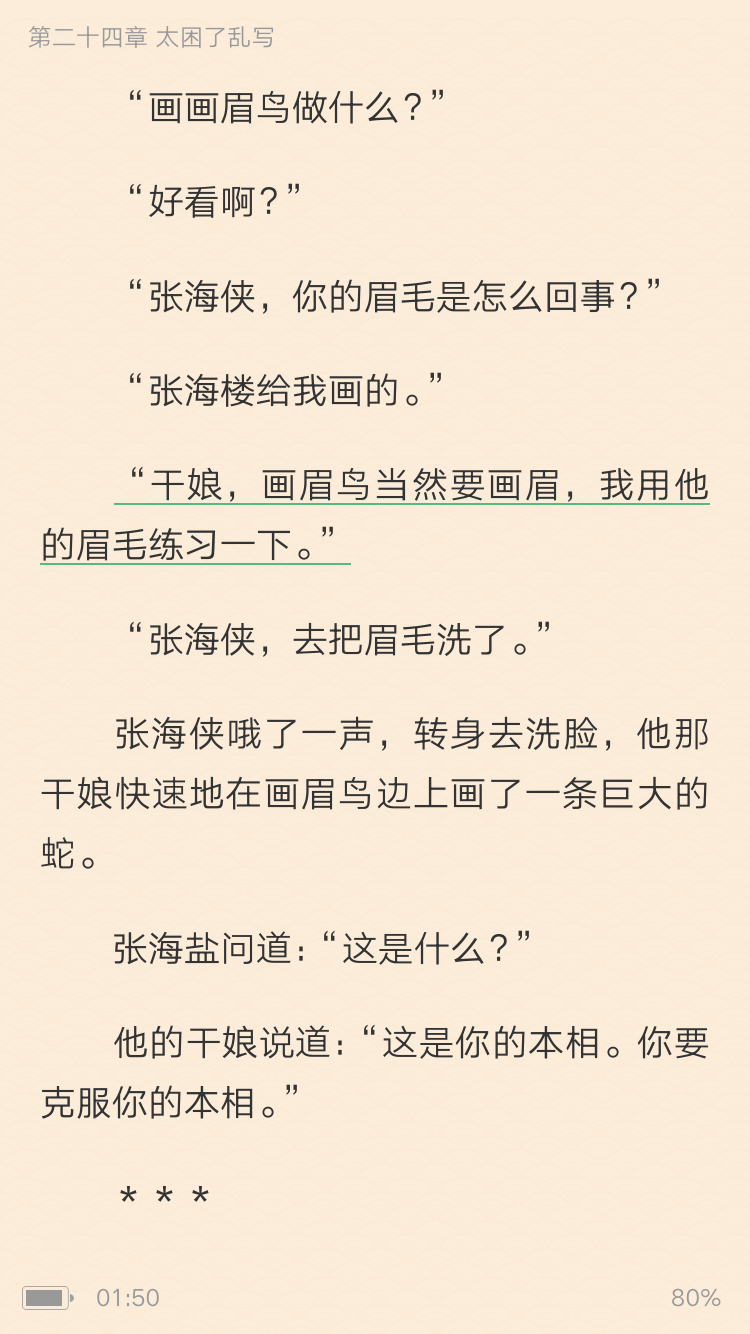 第二十四章 太困了乱写
“画画眉鸟做什么？”
“好看啊？”
“张海侠，你的眉毛是怎么回事？”
“张海楼给我画的。”
“干娘，画眉鸟当然要画眉，我用他
的眉毛练习一下。”
“张海侠，去把眉毛洗了。”
张海侠哦了一声，转身去洗脸，他那
干娘快速地在画眉鸟边上画了一条巨大的
蛇。
张海盐问道：“这是什么？”
他的干娘说道：“这是你的本相。你要
克服你的本相。”
* * *
01:50
80%